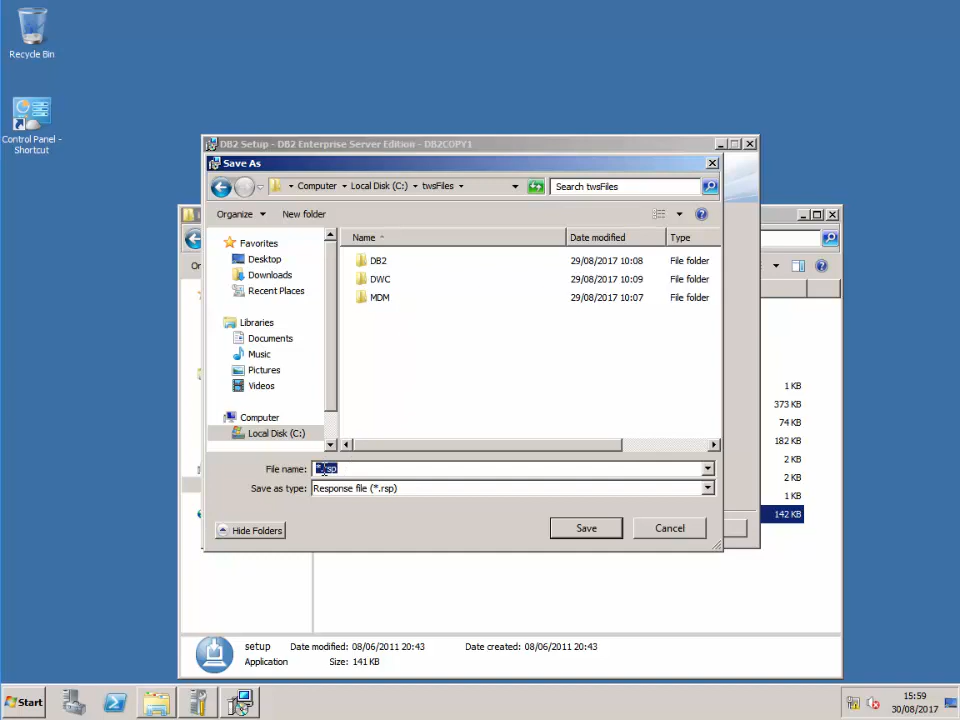 Recycle Bin
Control Panel -
Shortcut
DB2 Setup - DB2 Enterprise Server Edition - DB2COPY1
Save As
Computer
Local Disk (C:)
twsFiles
Search twsFiles
Organize
New folder
Name
Date modified
Type
Favorites
Desktop
Downloads
Recent Places
Libraries
Documents
Music
Pictures
Videos
Computer
Local Disk (C:)
DB2
29/08/2017 10:08
File folder
DWC
29/08/2017 10:09
File folder
MDM
29/08/2017 10:07
File folder
File name:
*.rsp
Save as type:
Response file (*.rsp)
Hide Folders
Save
Cancel
1 KB
373 KB
74 KB
182 KB
2 KB
2 KB
1 KB
142 KB
setup
Date modified: 08/06/2011 20:43
Date created: 08/06/2011 20:43
Application
Size: 141 KB
Start
15:59
30/08/2017